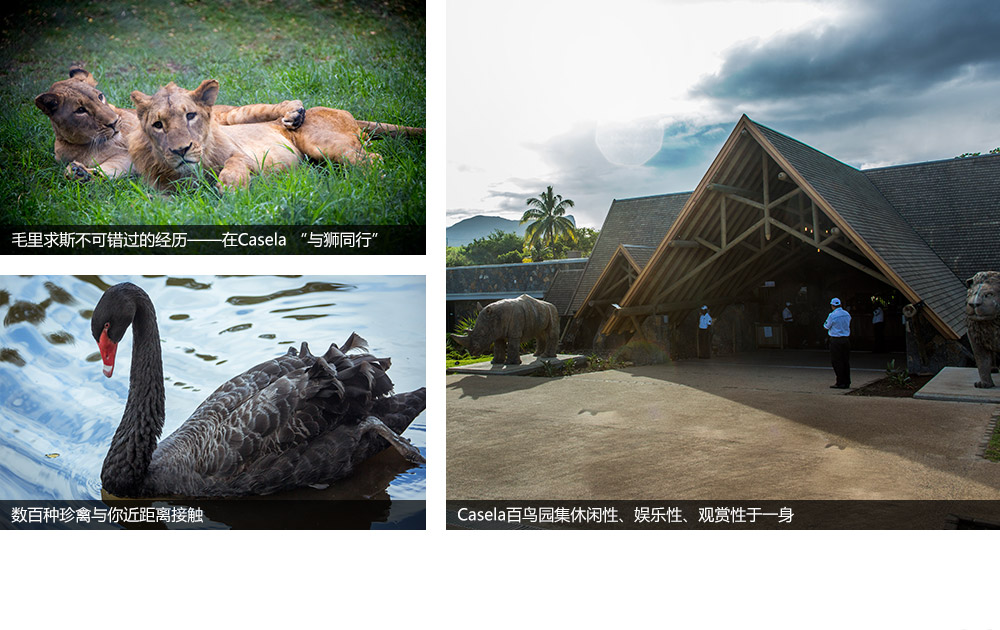 毛里求斯不可错过的经历——在Casela “与狮同行”
数百种珍禽与你近距离接触
Casela百鸟园集休闲性、娱乐性、观赏性于一身